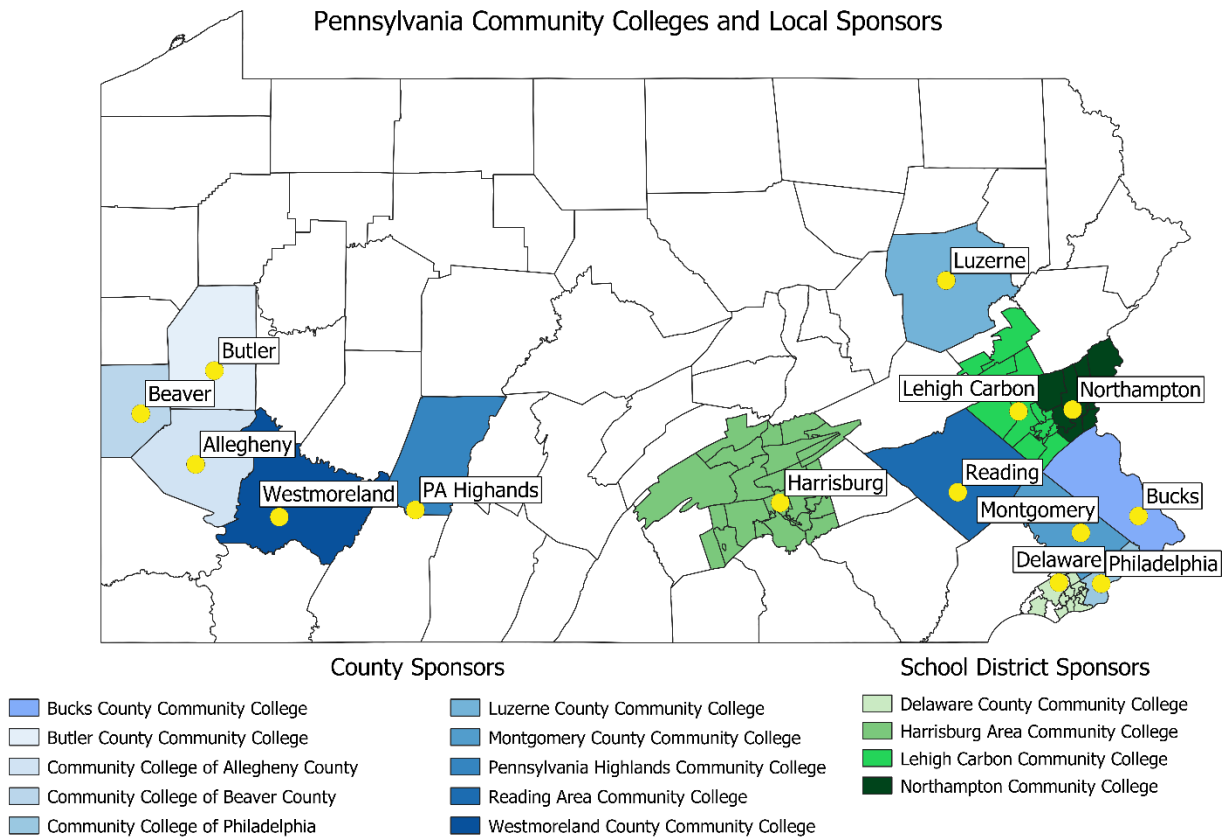 Pennsylvania Community Colleges and Local Sponsors
Luzerne
Butler
Beaver
Lehigh Carbon
Northampton
Allegheny
Westmoreland
PA Highands
Harrisburg
Reading
Bucks
Montgomery
Delaware
Philadelphia
County Sponsors
Bucks County Community College
Butler County Community College
Community College of Allegheny County
Community College of Beaver County
Community College of Philadelphia
Luzerne County Community College
Montgomery County Community College
Pennsylvania Highlands Community College
Reading Area Community College
Westmoreland County Community College
School District Sponsors
Delaware County Community College
Harrisburg Area Community College
Lehigh Carbon Community College
Northampton Community College